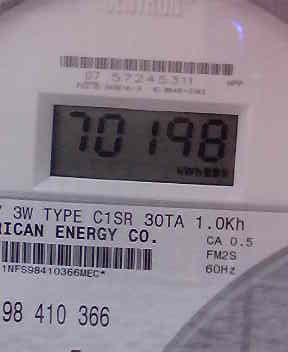 07 57245311
70198
kWh
3W TYPE C1SR 30TA 1.0Kh
RICAN ENERGY CO.
CA 0.5
FM2S
60Hz
1NFS98410366MEC*
98 410 366